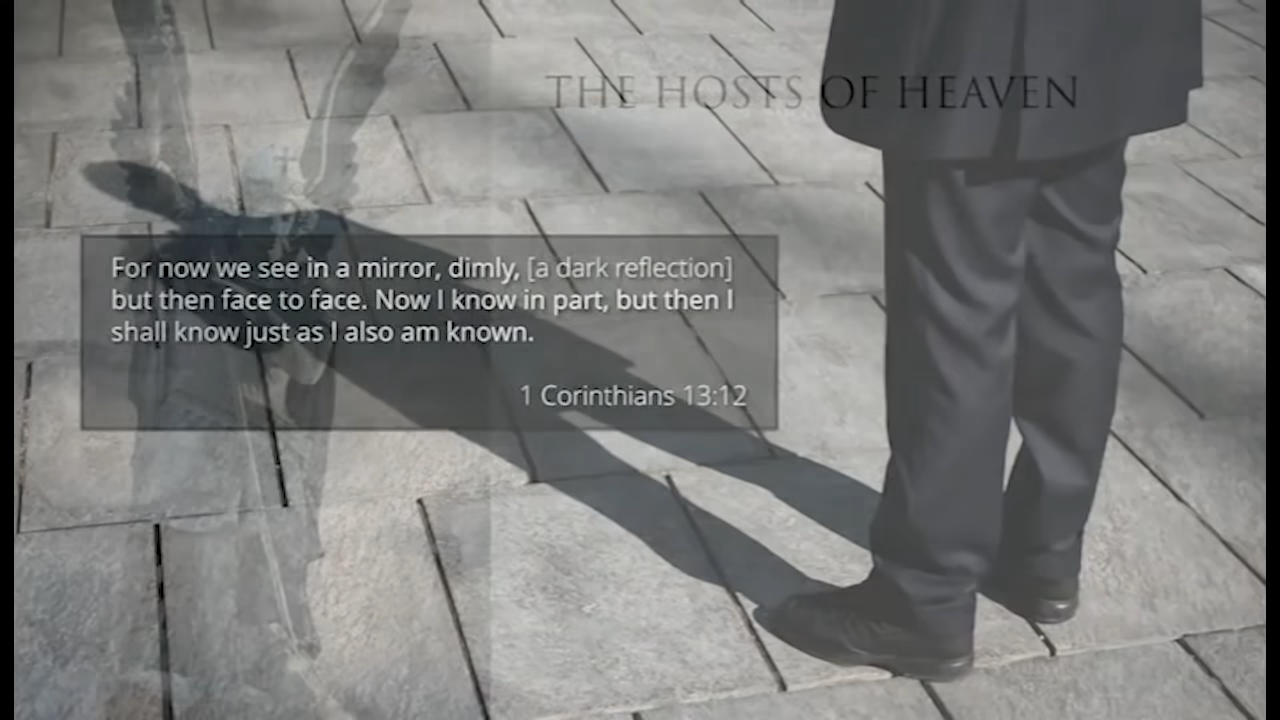 THE HOSTS OF HEAVEN
For now we see in a mirror, dimly, [a dark reflection]
but then face to face. Now I know in part, but then I
shall know just as I also am known.
1 Corinthians 13:12